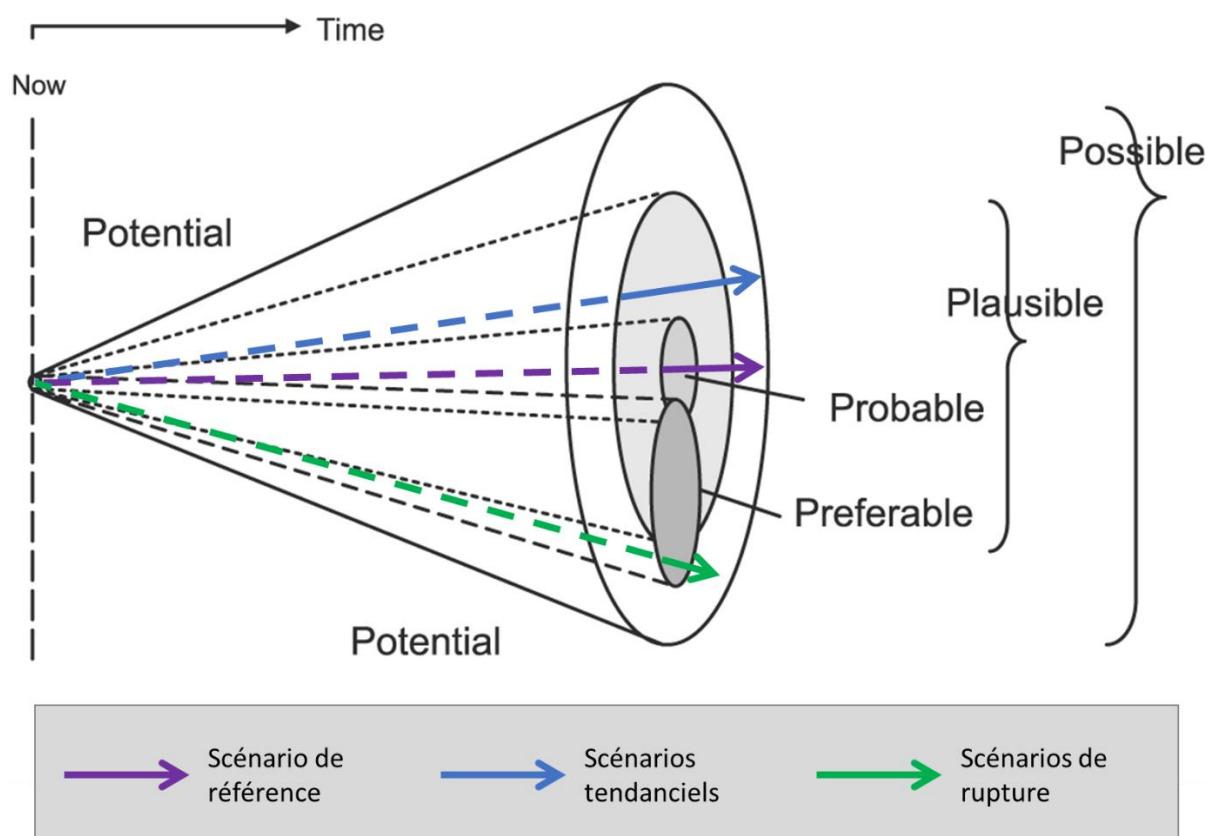 Time
Now
Possible
Potential
Plausible
Probable
Preferable
Potential
Scénario de
référence
Scénarios
tendanciels
Scénarios de
rupture